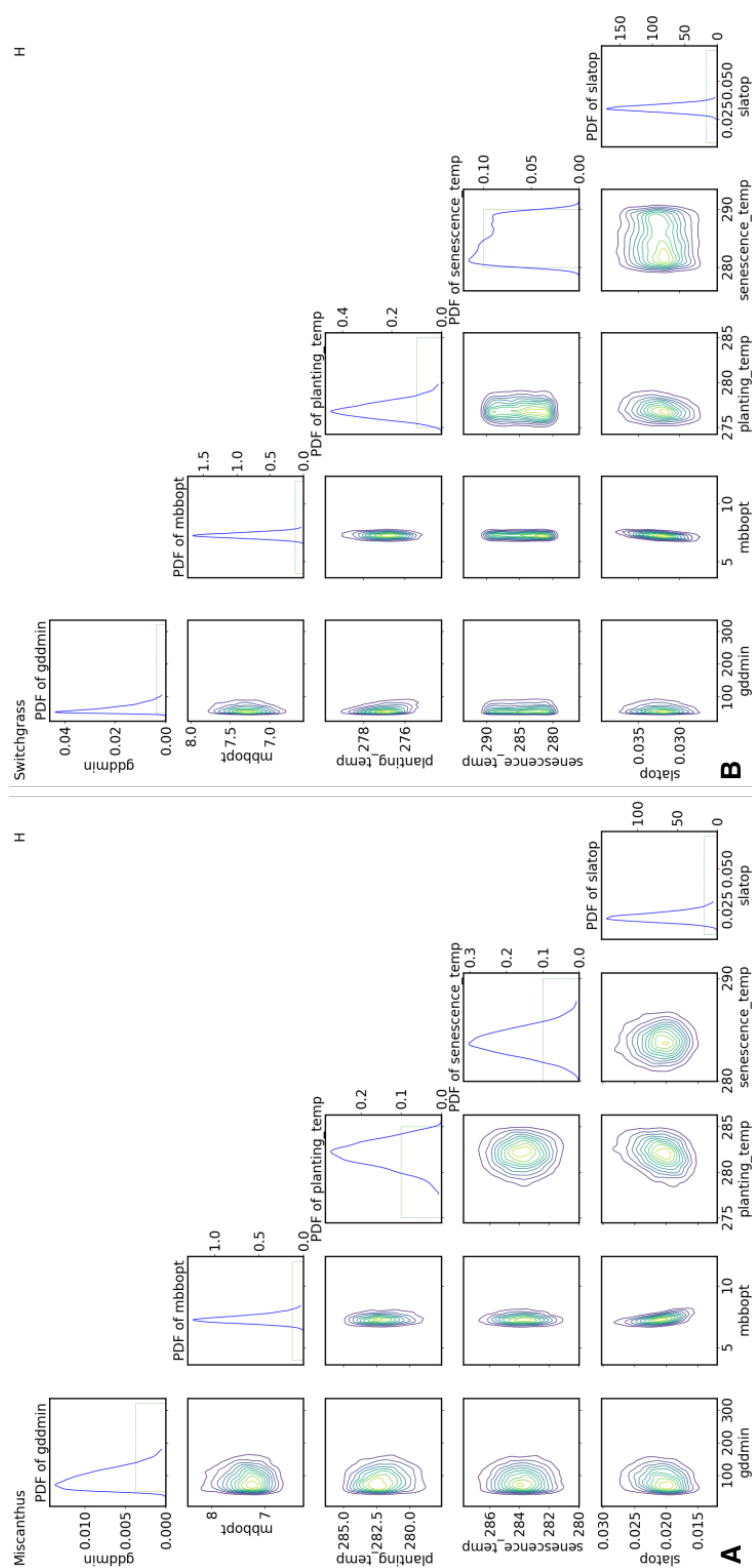 Miscanthus
H
PDF of gddmin
gddmin
0.010
0.005
0.000
PDF of mbbopt
mbbopt
8
7
1.0
0.5
0.0
PDF of planting_temp
planting_temp
285.0
282.5
280.0
0.2
0.1
0.0
PDF of senescence_temp
senescence_temp
286
284
282
280
0.3
0.2
0.1
0.0
PDF of slatop
slatop
0.030
0.025
0.020
0.015
100
50
0
100 200 300
5 10
275 280 285
280 290
0.025 0.050
gddmin
mbbopt
planting_temp
senescence_temp
slatop
A
Switchgrass
H
PDF of gddmin
gddmin
0.04
0.02
0.00
PDF of mbbopt
mbbopt
8.0
7.5
7.0
1.5
1.0
0.5
0.0
PDF of planting_temp
planting_temp
278
276
0.4
0.2
0.0
PDF of senescence_temp
senescence_temp
290
285
280
0.10
0.05
0.00
PDF of slatop
slatop
0.035
0.030
150
100
50
0
100 200 300
5 10
275 280 285
280 290
0.025 0.050
gddmin
mbbopt
planting_temp
senescence_temp
slatop
B